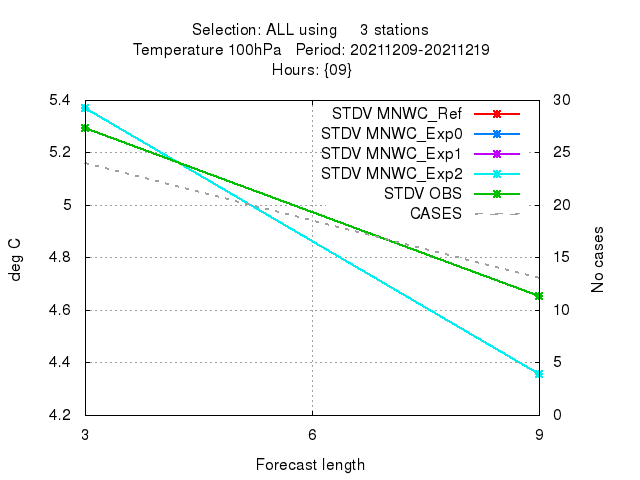 Selection: ALL using 3 stations
Temperature 100hPa Period: 20211209-20211219
Hours: {09}
STDV MNWC_Ref
STDV MNWC_Exp0
STDV MNWC_Exp1
STDV MNWC_Exp2
STDV OBS
CASES
5.4
5.2
5
4.8
4.6
4.4
4.2
30
25
20
15
10
5
0
3
6
9
deg C
No cases
Forecast length